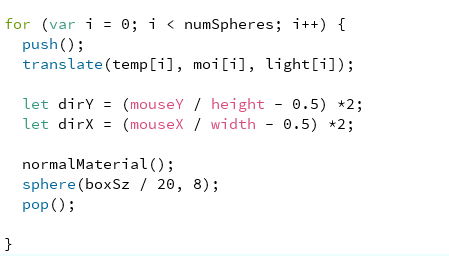 for (var i = 0; i < numSpheres; i++) {
push();
translate(temp[i], moi[i], light[i]);
let dirY = (mouseY / height - 0.5) *2;
let dirX = (mouseX / width - 0.5) *2;
normalMaterial();
sphere(boxSz / 20, 8);
pop();
}